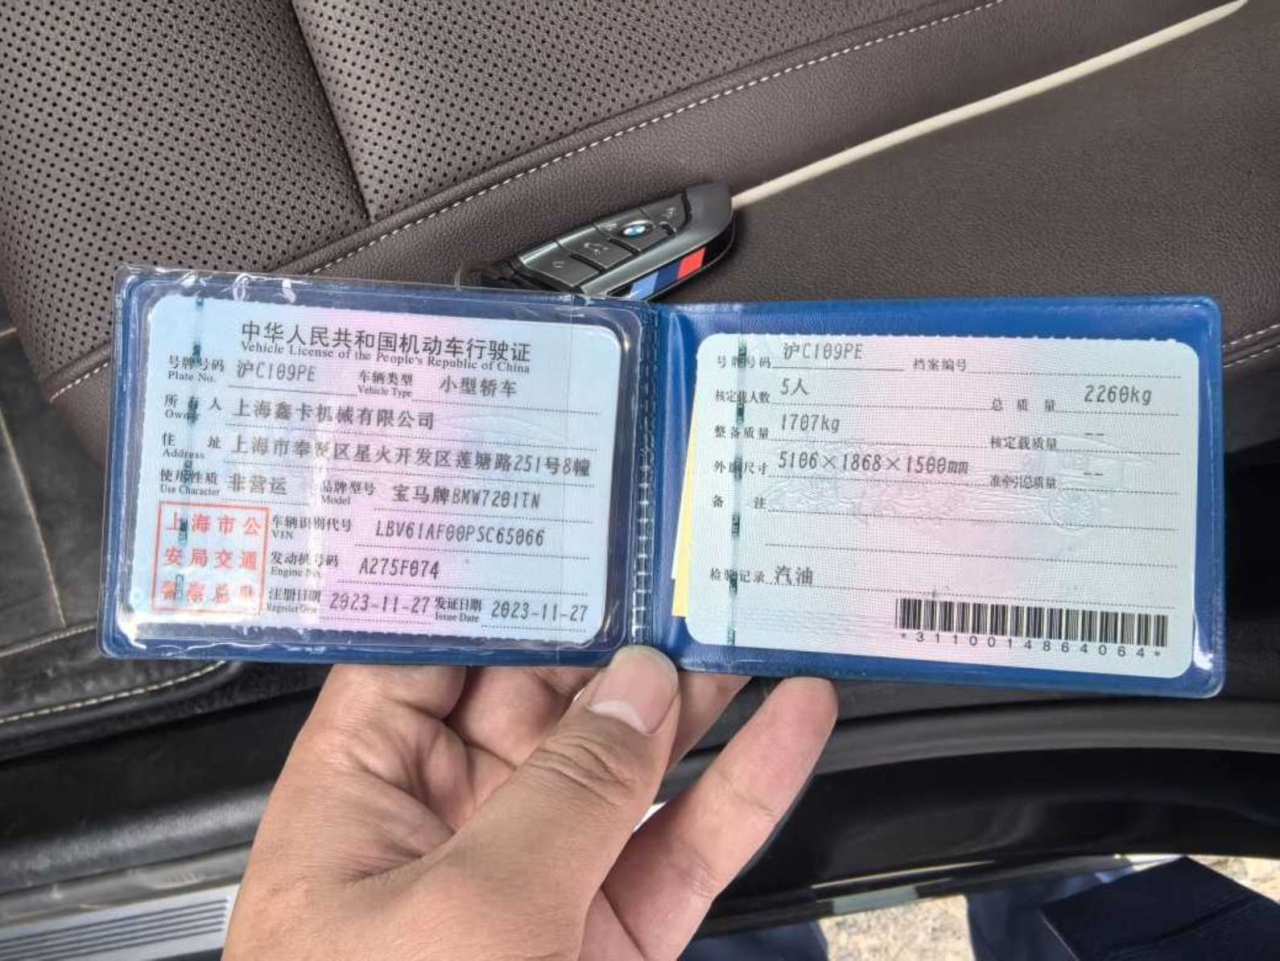 中华人民共和国机动车行驶证
Vehicle License of the People's Republic of China
号牌号码 沪C109PE 车辆类型 小型轿车
Plate No. Vehicle Type
所有人 上海鑫卡机械有限公司
Owner
住址 上海市奉贤区星火开发区莲塘路251号8幢
Address
使用性质 非营运 品牌型号 宝马牌BMW7201TN
Use Character Model
上海市公安局交通警察总队
车辆识别代号 LBV61AF00PSC65066
VIN
发动机号码 A275F074
Engine No.
注册日期 2023-11-27 发证日期 2023-11-27
Register Date Issue Date
号牌号码 沪C109PE 档案编号
核定载人数 5人 总质量 2260kg
整备质量 1707kg 核定载质量 --
外廓尺寸 5106×1868×1500mm 准牵引总质量 --
备注
检验记录 汽油
*3110014864064*